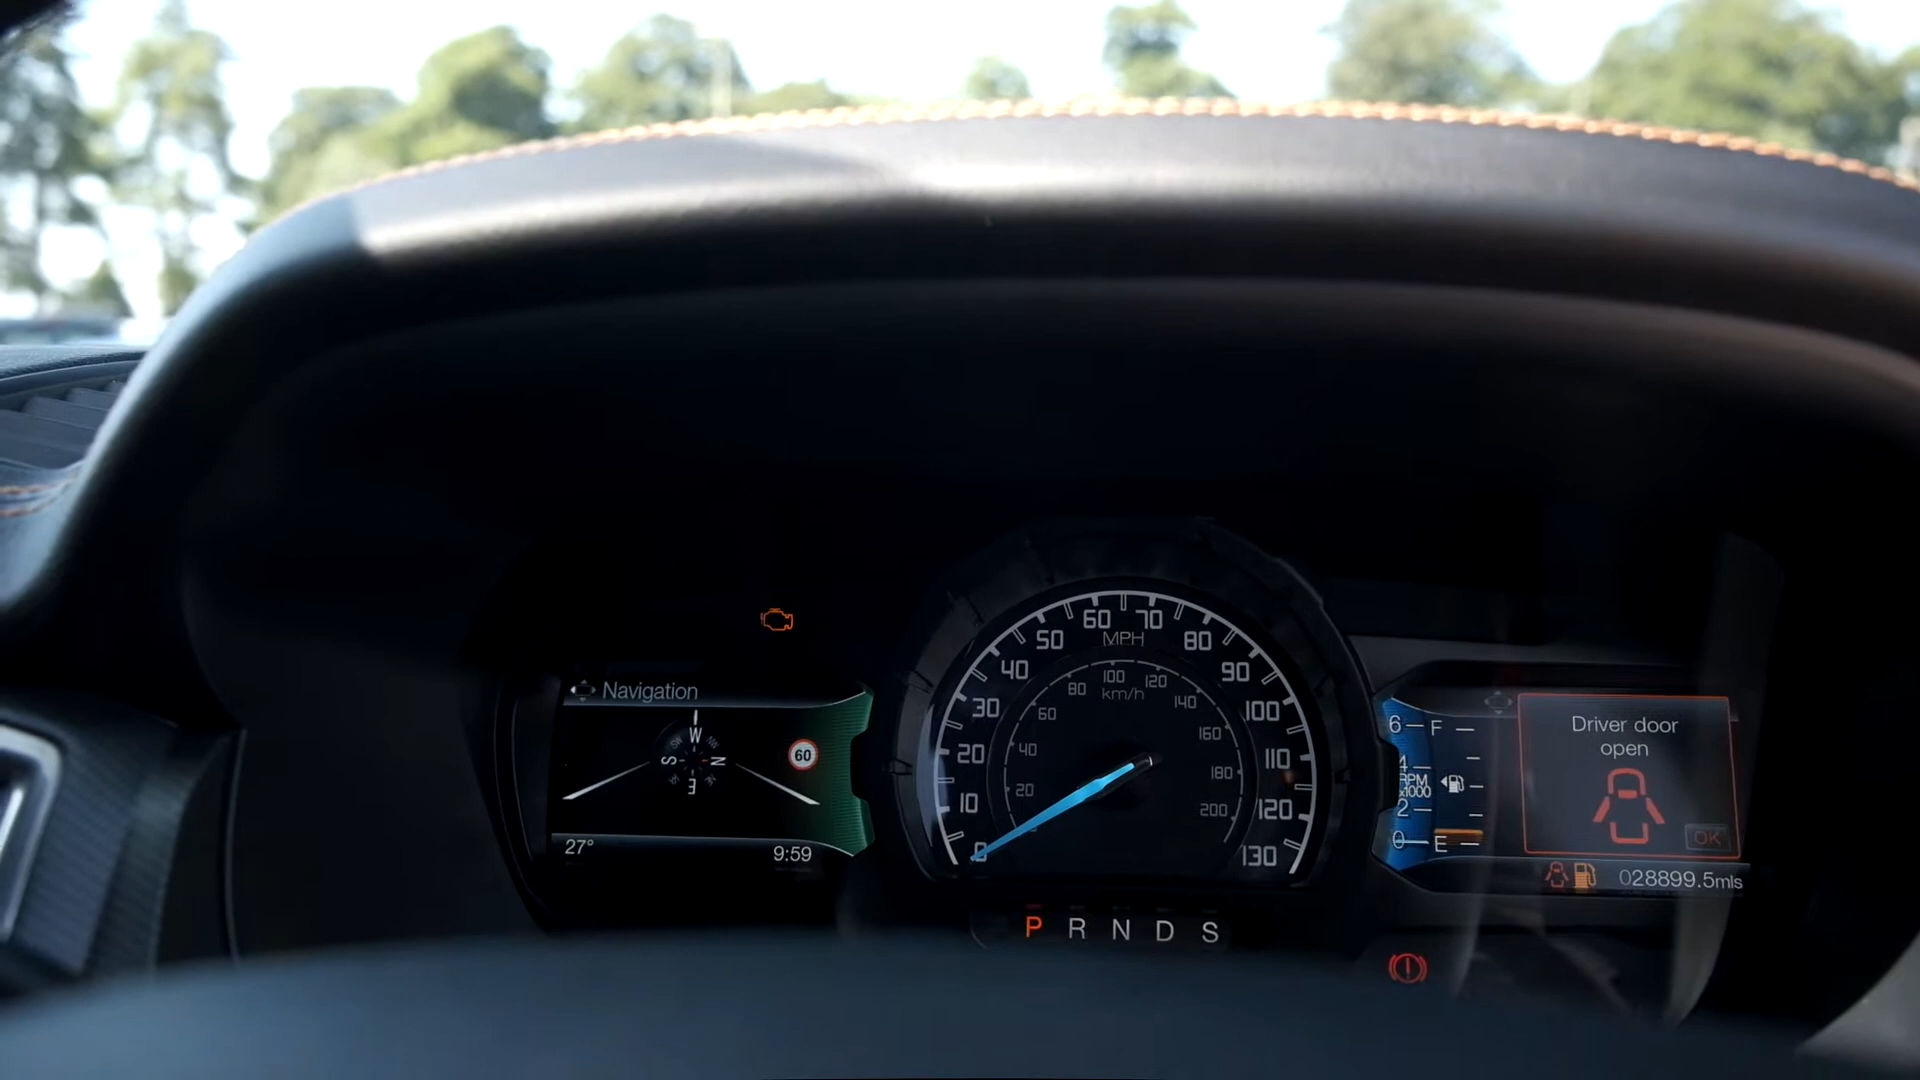 Navigation
W
SW NW
S N
E
60
27° 9:59
0 10 20 30 40 50 60 70 80 90 100 110 120 130
MPH
20 40 60 80 100 120 140 160 180 200
km/h
P R N D S
6 4 2 0
RPM
x1000
F
E
Driver door
open
OK
028899.5mls